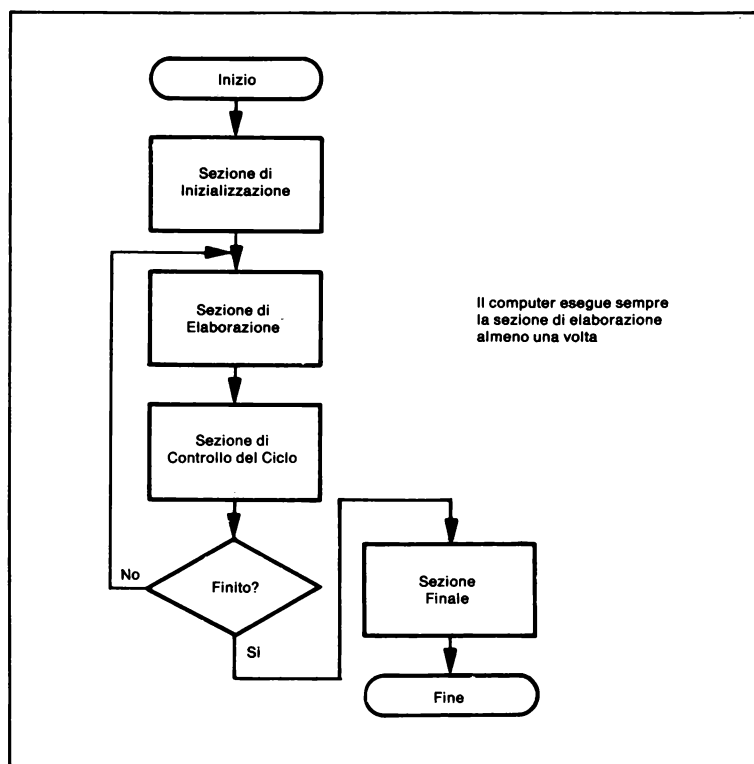 Inizio
Sezione di
Inizializzazione
Sezione di
Elaborazione
Il computer esegue sempre
la sezione di elaborazione
almeno una volta
Sezione di
Controllo del Ciclo
No
Finito?
Sì
Sezione
Finale
Fine